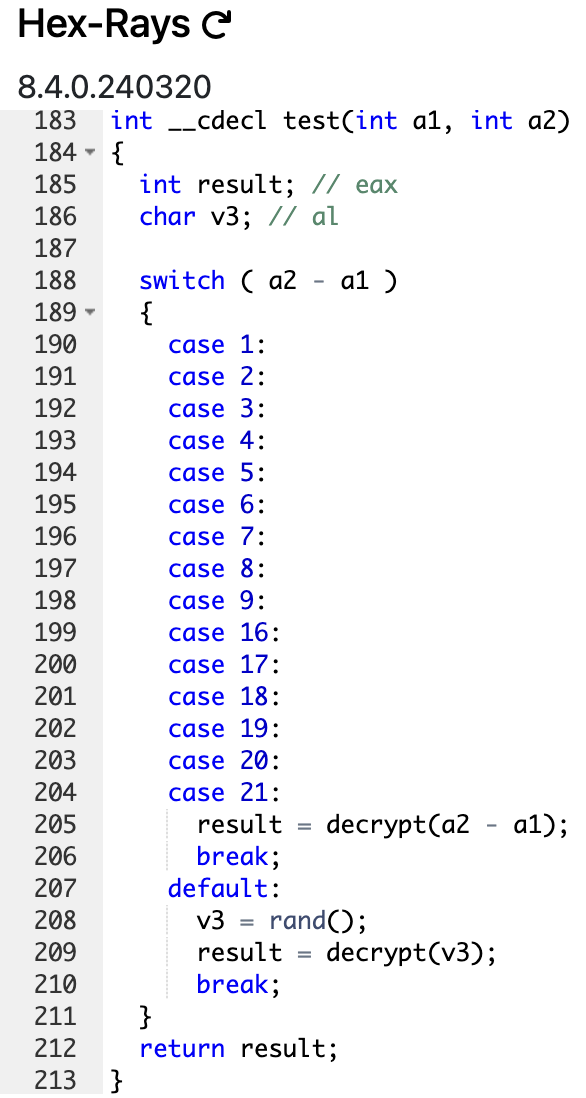 Hex-Rays
8.4.0.240320
183 int __cdecl test(int a1, int a2)
184 {
185   int result; // eax
186   char v3; // al
187
188   switch ( a2 - a1 )
189   {
190     case 1:
191     case 2:
192     case 3:
193     case 4:
194     case 5:
195     case 6:
196     case 7:
197     case 8:
198     case 9:
199     case 16:
200     case 17:
201     case 18:
202     case 19:
203     case 20:
204     case 21:
205       result = decrypt(a2 - a1);
206       break;
207     default:
208       v3 = rand();
209       result = decrypt(v3);
210       break;
211   }
212   return result;
213 }